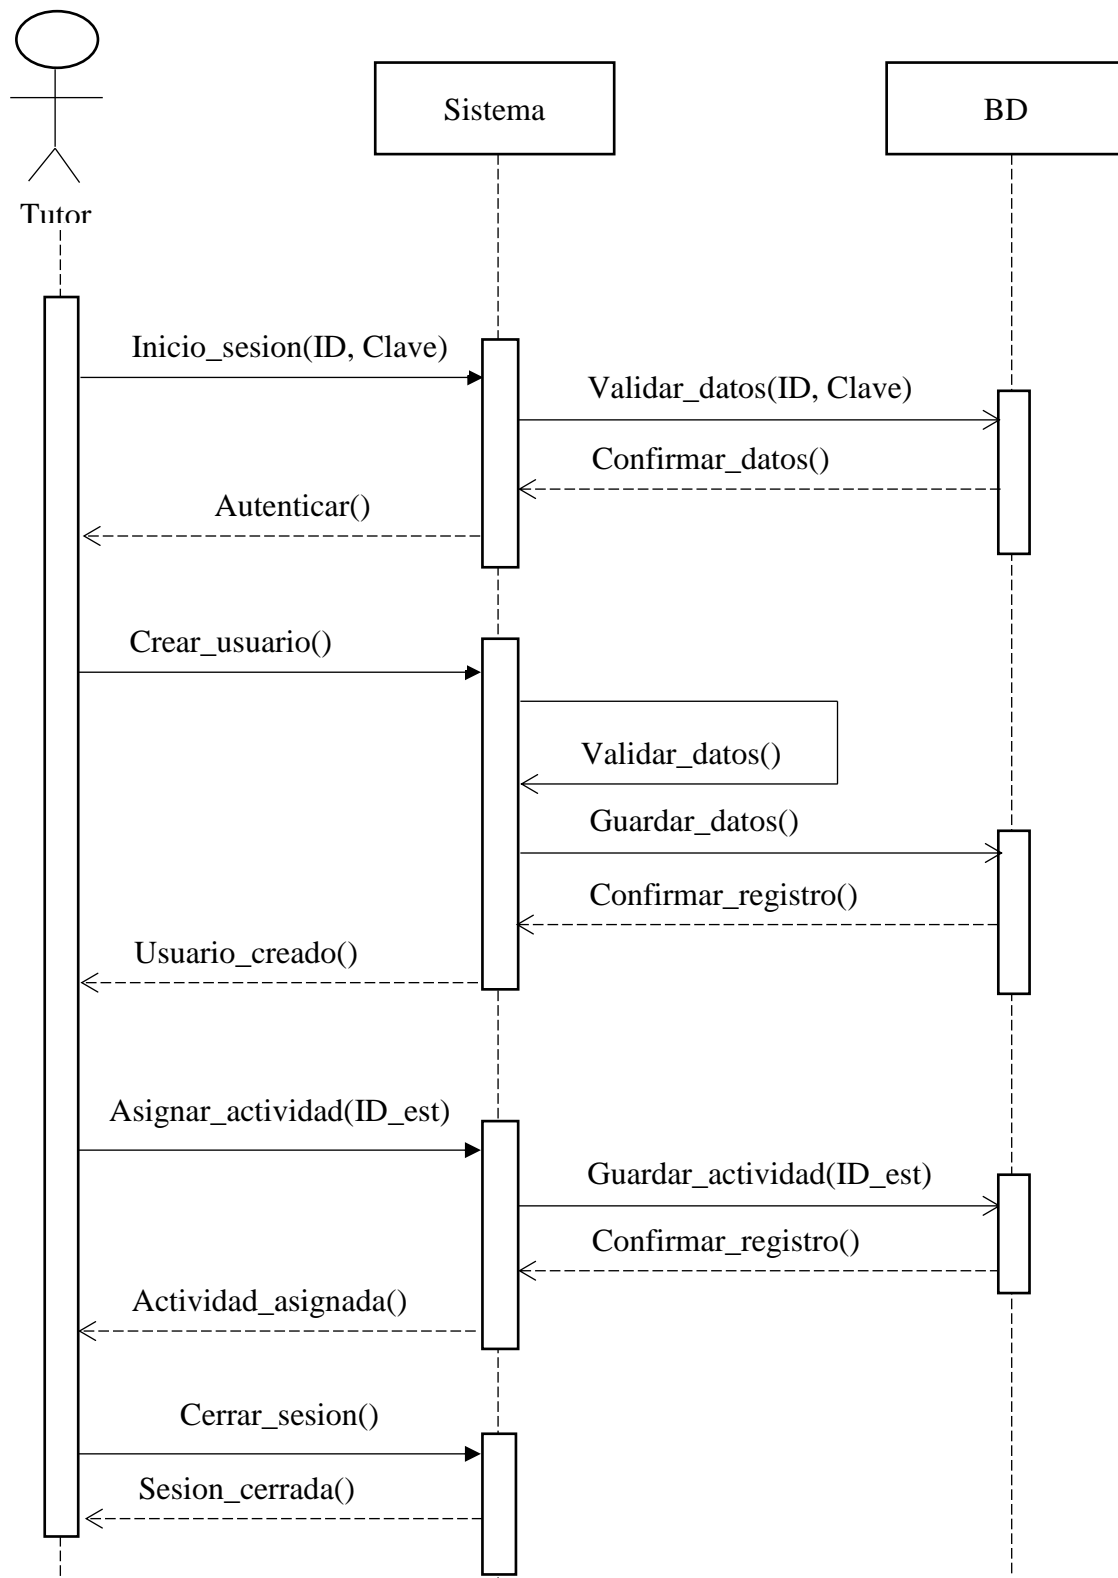 Sistema
BD
Tutor
Inicio_sesion(ID, Clave)
Validar_datos(ID, Clave)
Confirmar_datos()
Autenticar()
Crear_usuario()
Validar_datos()
Guardar_datos()
Confirmar_registro()
Usuario_creado()
Asignar_actividad(ID_est)
Guardar_actividad(ID_est)
Confirmar_registro()
Actividad_asignada()
Cerrar_sesion()
Sesion_cerrada()